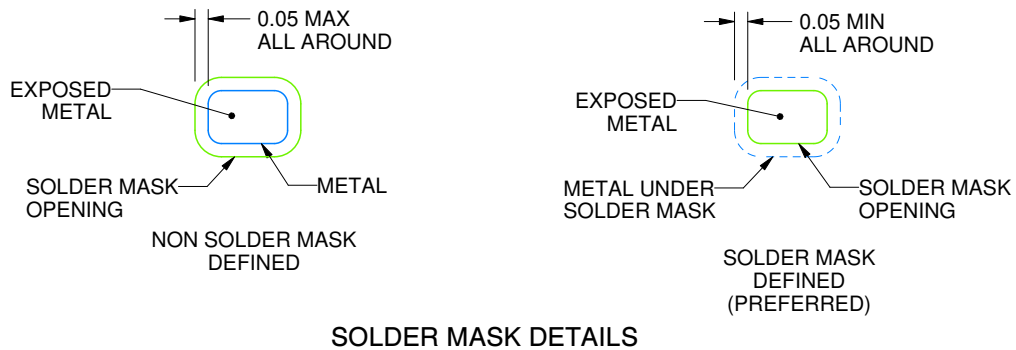 0.05 MAX
ALL AROUND
EXPOSED
METAL
SOLDER MASK
OPENING
METAL
NON SOLDER MASK
DEFINED
0.05 MIN
ALL AROUND
EXPOSED
METAL
METAL UNDER
SOLDER MASK
SOLDER MASK
OPENING
SOLDER MASK
DEFINED
(PREFERRED)
SOLDER MASK DETAILS